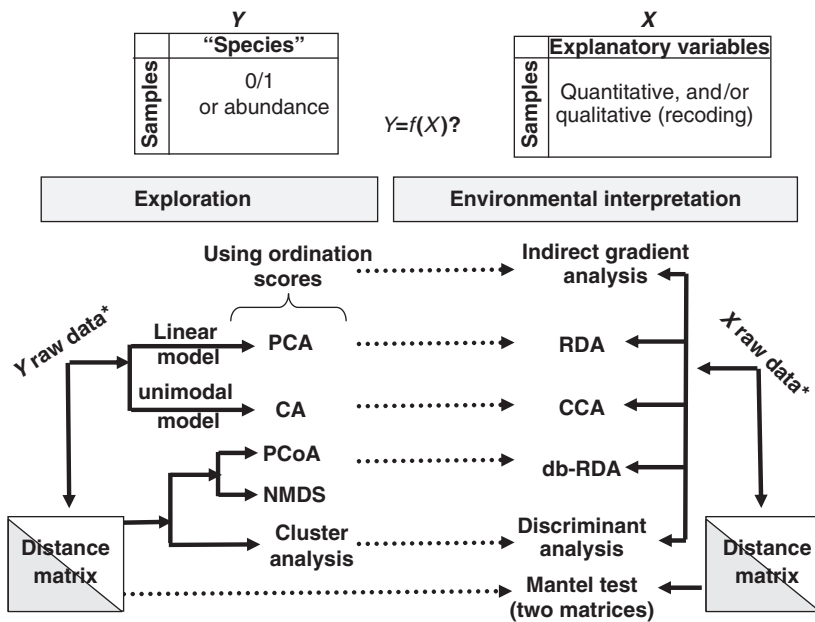 Y
X
"Species"
Samples
0/1
or abundance
Y=f(X)?
Explanatory variables
Samples
Quantitative, and/or
qualitative (recoding)
Exploration
Environmental interpretation
Using ordination
scores
Indirect gradient
analysis
Y raw data*
Linear
model
PCA
RDA
X raw data*
unimodal
model
CA
CCA
PCoA
db-RDA
NMDS
Distance
matrix
Cluster
analysis
Discriminant
analysis
Distance
matrix
Mantel test
(two matrices)